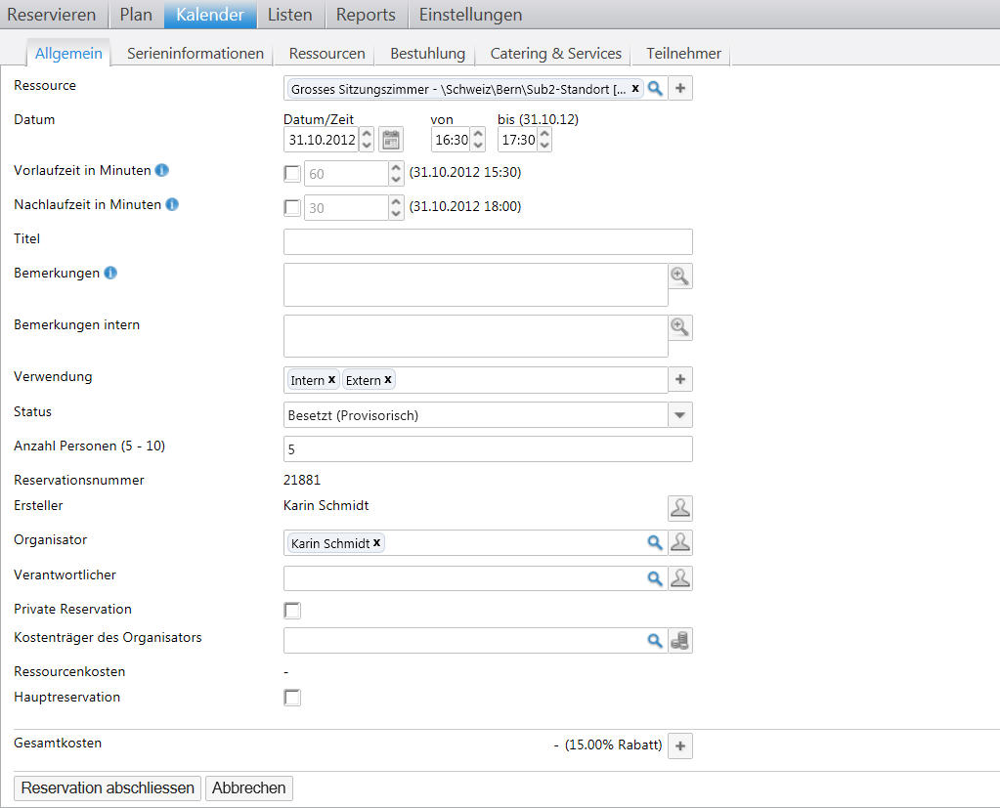 Reservieren Plan Kalender Listen Reports Einstellungen
Allgemein Serieninformationen Ressourcen Bestuhlung Catering & Services Teilnehmer
Ressource Grosses Sitzungszimmer - \Schweiz\Bern\Sub2-Standort [... x
Datum Datum/Zeit von bis (31.10.12)
31.10.2012 16:30 17:30
Vorlaufzeit in Minuten 60 (31.10.2012 15:30)
Nachlaufzeit in Minuten 30 (31.10.2012 18:00)
Titel
Bemerkungen
Bemerkungen intern
Verwendung Intern x Extern x
Status Besetzt (Provisorisch)
Anzahl Personen (5 - 10) 5
Reservationsnummer 21881
Ersteller Karin Schmidt
Organisator Karin Schmidt x
Verantwortlicher
Private Reservation
Kostenträger des Organisators
Ressourcenkosten -
Hauptreservation
Gesamtkosten - (15.00% Rabatt)
Reservation abschliessen Abbrechen